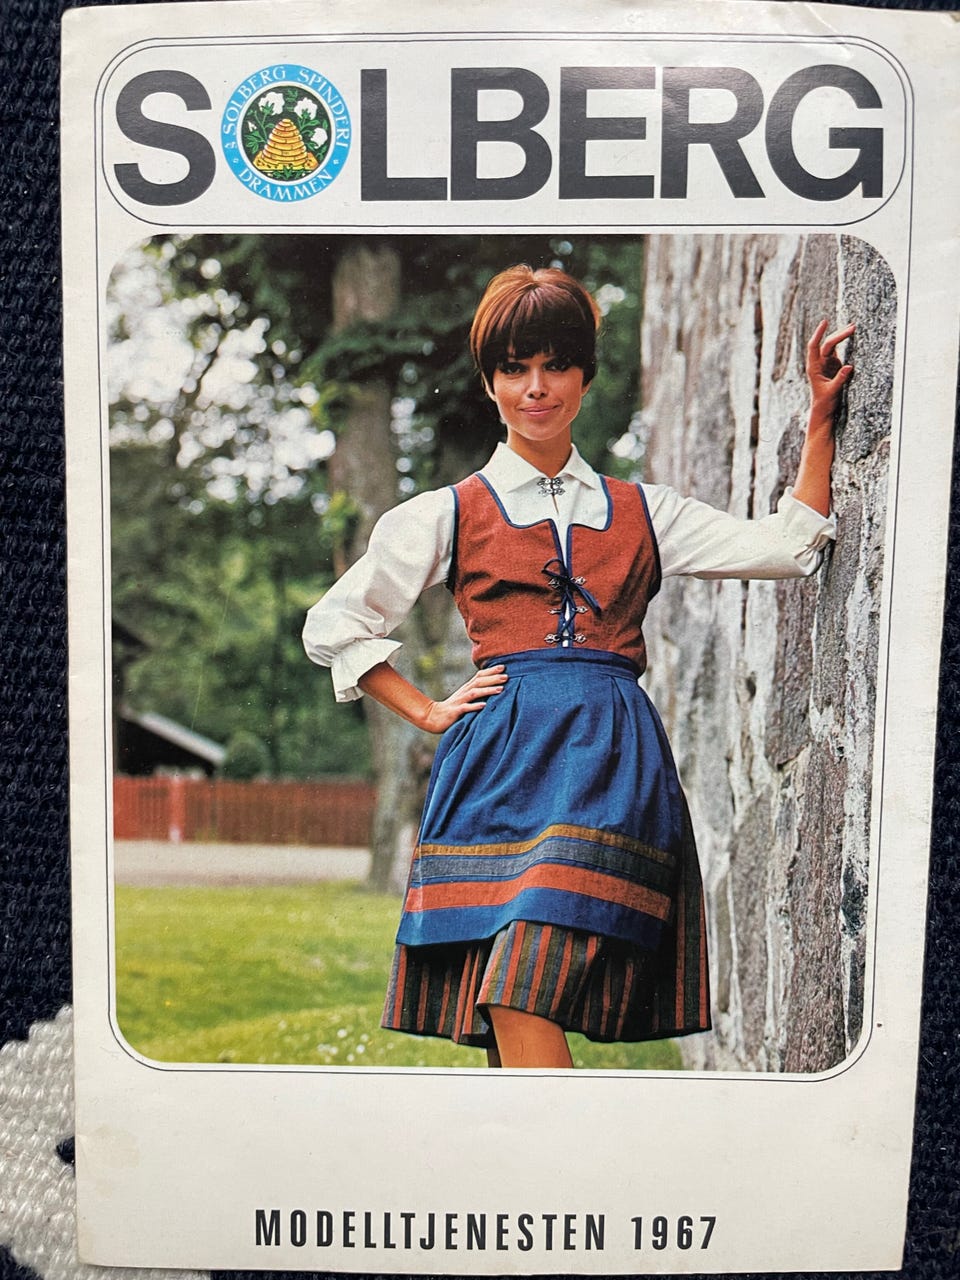 SOLBERG
A/S SOLBERG SPINDERI
• DRAMMEN •
MODELLTJENESTEN 1967